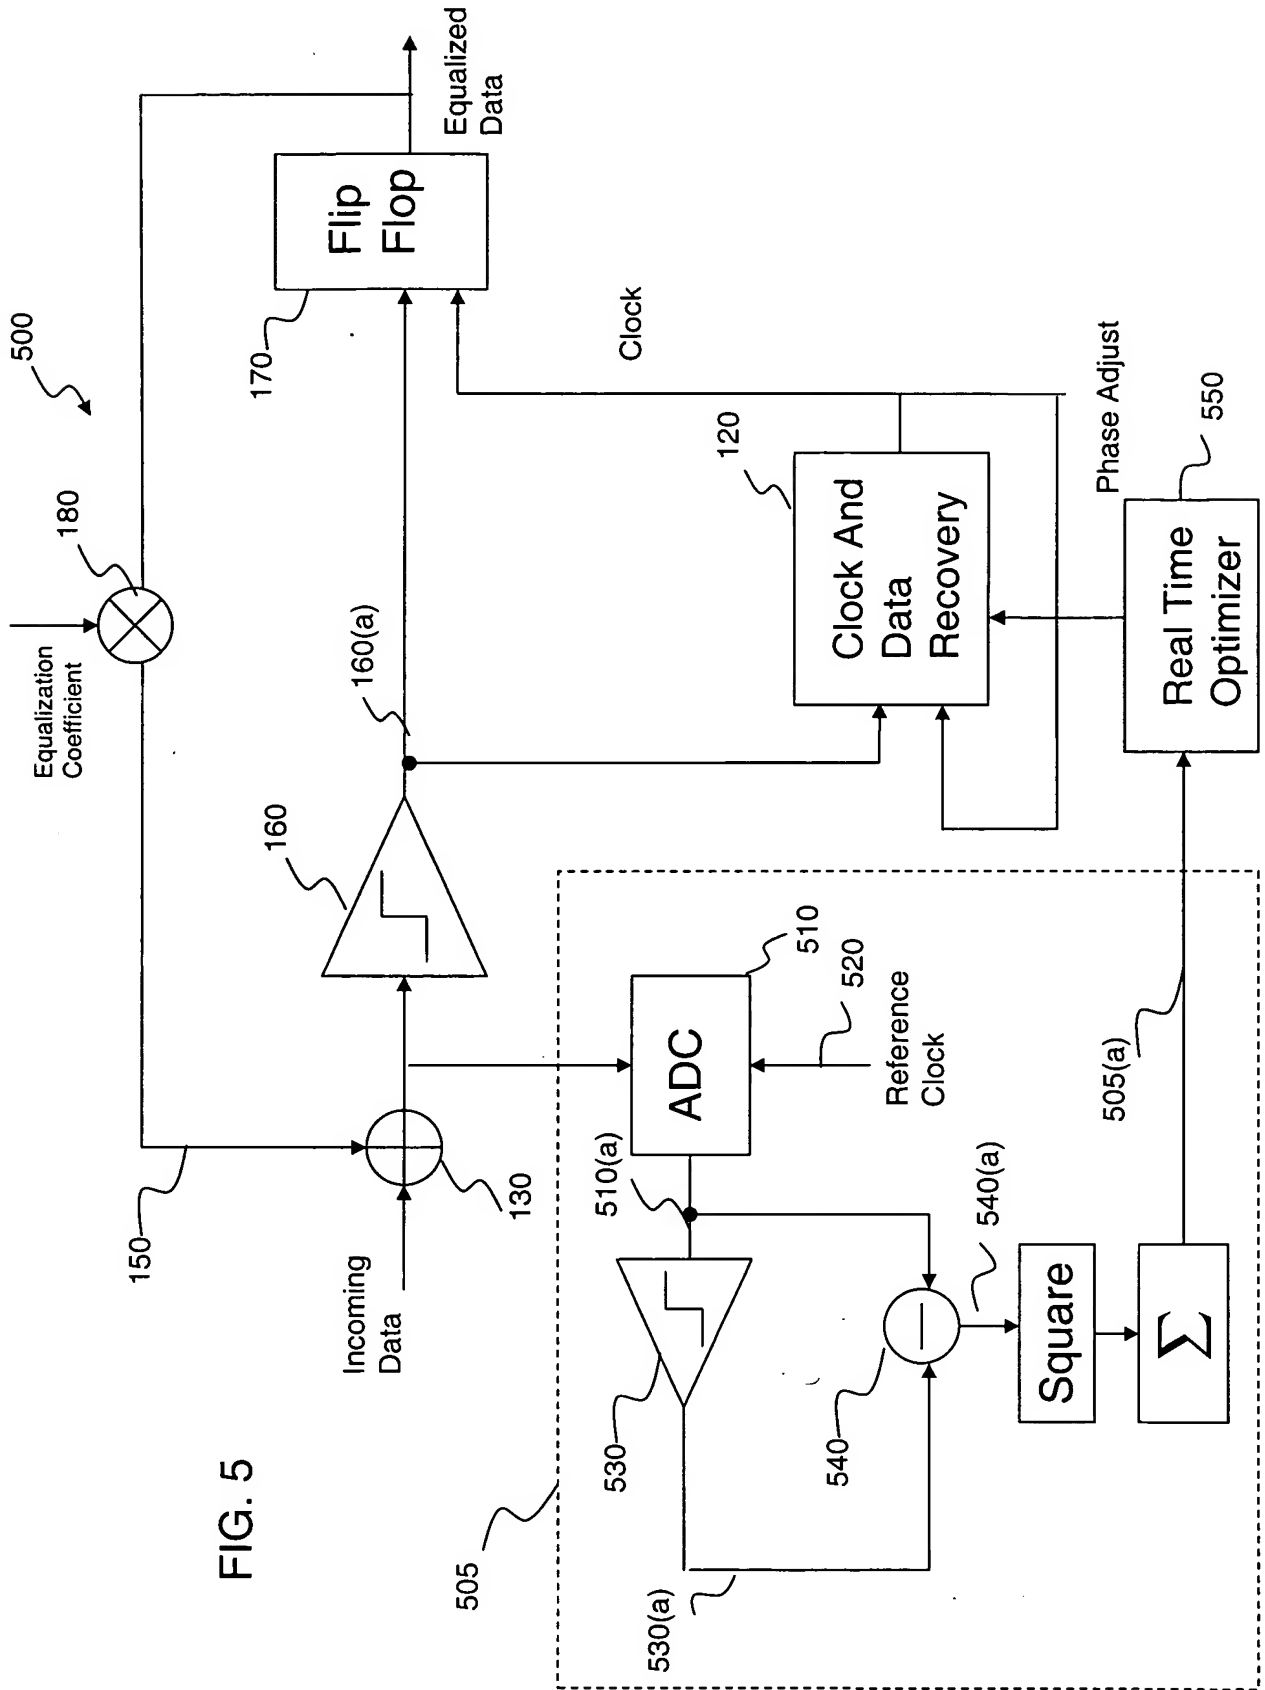 FIG. 5
500
Equalization
Coefficient
180
150
Incoming
Data
130
160
160(a)
170
Flip
Flop
Equalized
Data
Clock
120
Clock And
Data
Recovery
Phase Adjust
Real Time
Optimizer
550
505
510
ADC
520
Reference
Clock
510(a)
530
530(a)
540
540(a)
Square
Σ
505(a)